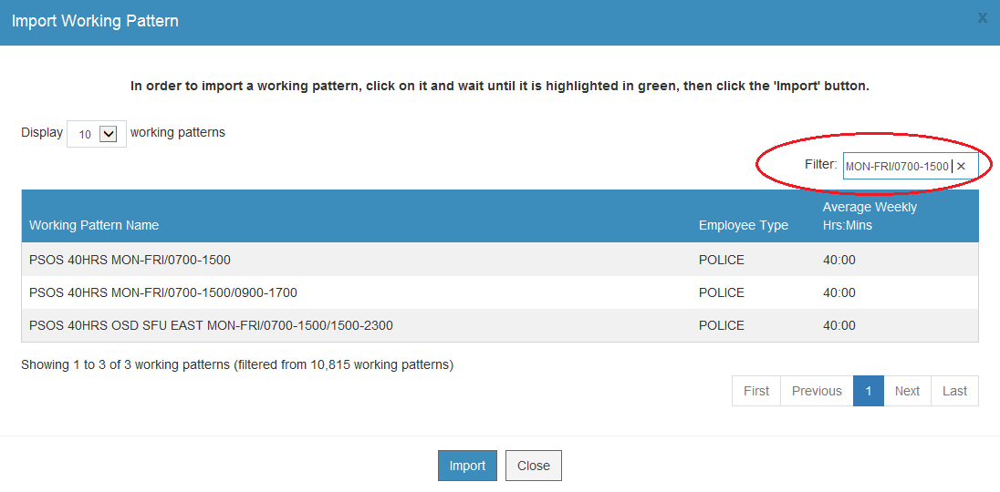 Import Working Pattern
x
In order to import a working pattern, click on it and wait until it is highlighted in green, then click the 'Import' button.
Display 10 working patterns
Filter: MON-FRI/0700-1500 ×
Working Pattern Name Employee Type Average Weekly
Hrs:Mins
PSOS 40HRS MON-FRI/0700-1500 POLICE 40:00
PSOS 40HRS MON-FRI/0700-1500/0900-1700 POLICE 40:00
PSOS 40HRS OSD SFU EAST MON-FRI/0700-1500/1500-2300 POLICE 40:00
Showing 1 to 3 of 3 working patterns (filtered from 10,815 working patterns)
First Previous 1 Next Last
Import Close